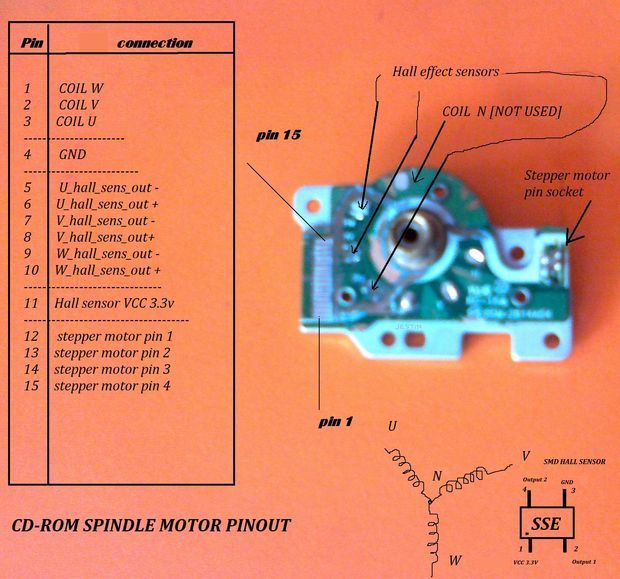 Pin connection
1 COIL W
2 COIL V
3 COIL U
4 GND
5 U_hall_sens_out -
6 U_hall_sens_out +
7 V_hall_sens_out -
8 V_hall_sens_out+
9 W_hall_sens_out -
10 W_hall_sens_out +
11 Hall sensor VCC 3.3v
12 stepper motor pin 1
13 stepper motor pin 2
14 stepper motor pin 3
15 stepper motor pin 4
CD-ROM SPINDLE MOTOR PINOUT
Hall effect sensors
COIL N [NOT USED]
pin 15
Stepper motor
pin socket
JESTIN
pin 1
U
V
N
W
SMD HALL SENSOR
Output 2
GND
4
3
SSE
1
2
VCC 3.3V
Output 1